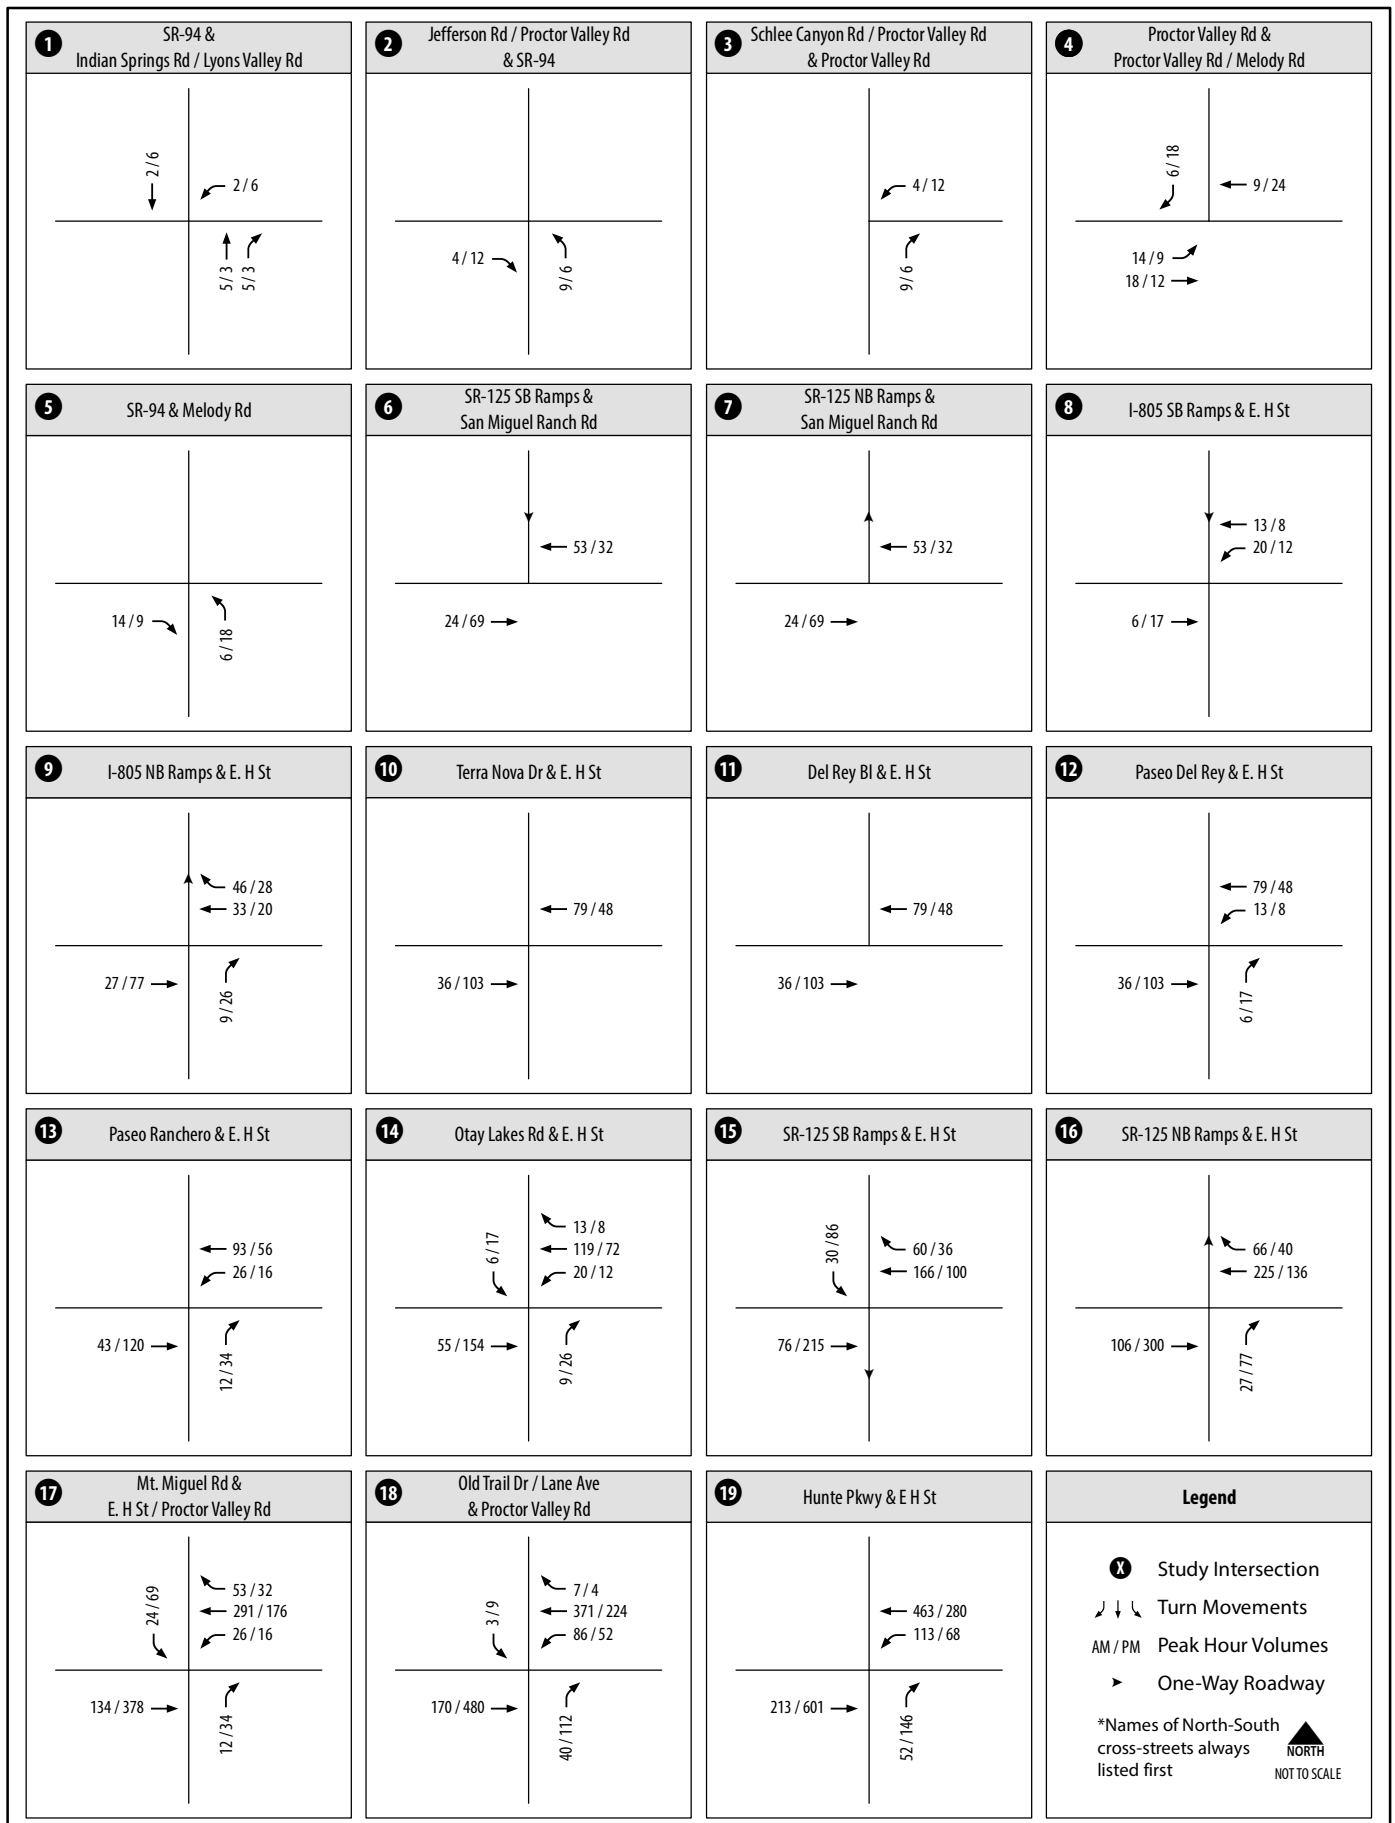 1
SR-94 &
Indian Springs Rd / Lyons Valley Rd
2 / 6
2 / 6
5 / 3
5 / 3
2
Jefferson Rd / Proctor Valley Rd
& SR-94
4 / 12
9 / 6
3
Schlee Canyon Rd / Proctor Valley Rd
& Proctor Valley Rd
4 / 12
9 / 6
4
Proctor Valley Rd &
Proctor Valley Rd / Melody Rd
6 / 18
9 / 24
14 / 9
18 / 12
5
SR-94 & Melody Rd
14 / 9
6 / 18
6
SR-125 SB Ramps &
San Miguel Ranch Rd
53 / 32
24 / 69
7
SR-125 NB Ramps &
San Miguel Ranch Rd
53 / 32
24 / 69
8
I-805 SB Ramps & E. H St
13 / 8
20 / 12
6 / 17
9
I-805 NB Ramps & E. H St
46 / 28
33 / 20
27 / 77
9 / 26
10
Terra Nova Dr & E. H St
79 / 48
36 / 103
11
Del Rey Bl & E. H St
79 / 48
36 / 103
12
Paseo Del Rey & E. H St
79 / 48
13 / 8
36 / 103
6 / 17
13
Paseo Ranchero & E. H St
93 / 56
26 / 16
43 / 120
12 / 34
14
Otay Lakes Rd & E. H St
6 / 17
13 / 8
119 / 72
20 / 12
55 / 154
9 / 26
15
SR-125 SB Ramps & E. H St
30 / 86
60 / 36
166 / 100
76 / 215
16
SR-125 NB Ramps & E. H St
66 / 40
225 / 136
106 / 300
27 / 77
17
Mt. Miguel Rd &
E. H St / Proctor Valley Rd
24 / 69
53 / 32
291 / 176
26 / 16
134 / 378
12 / 34
18
Old Trail Dr / Lane Ave
& Proctor Valley Rd
3 / 9
7 / 4
371 / 224
86 / 52
170 / 480
40 / 112
19
Hunte Pkwy & E H St
463 / 280
113 / 68
213 / 601
52 / 146
Legend
X Study Intersection
Turn Movements
AM / PM Peak Hour Volumes
One-Way Roadway
*Names of North-South
cross-streets always
listed first
NORTH
NOT TO SCALE